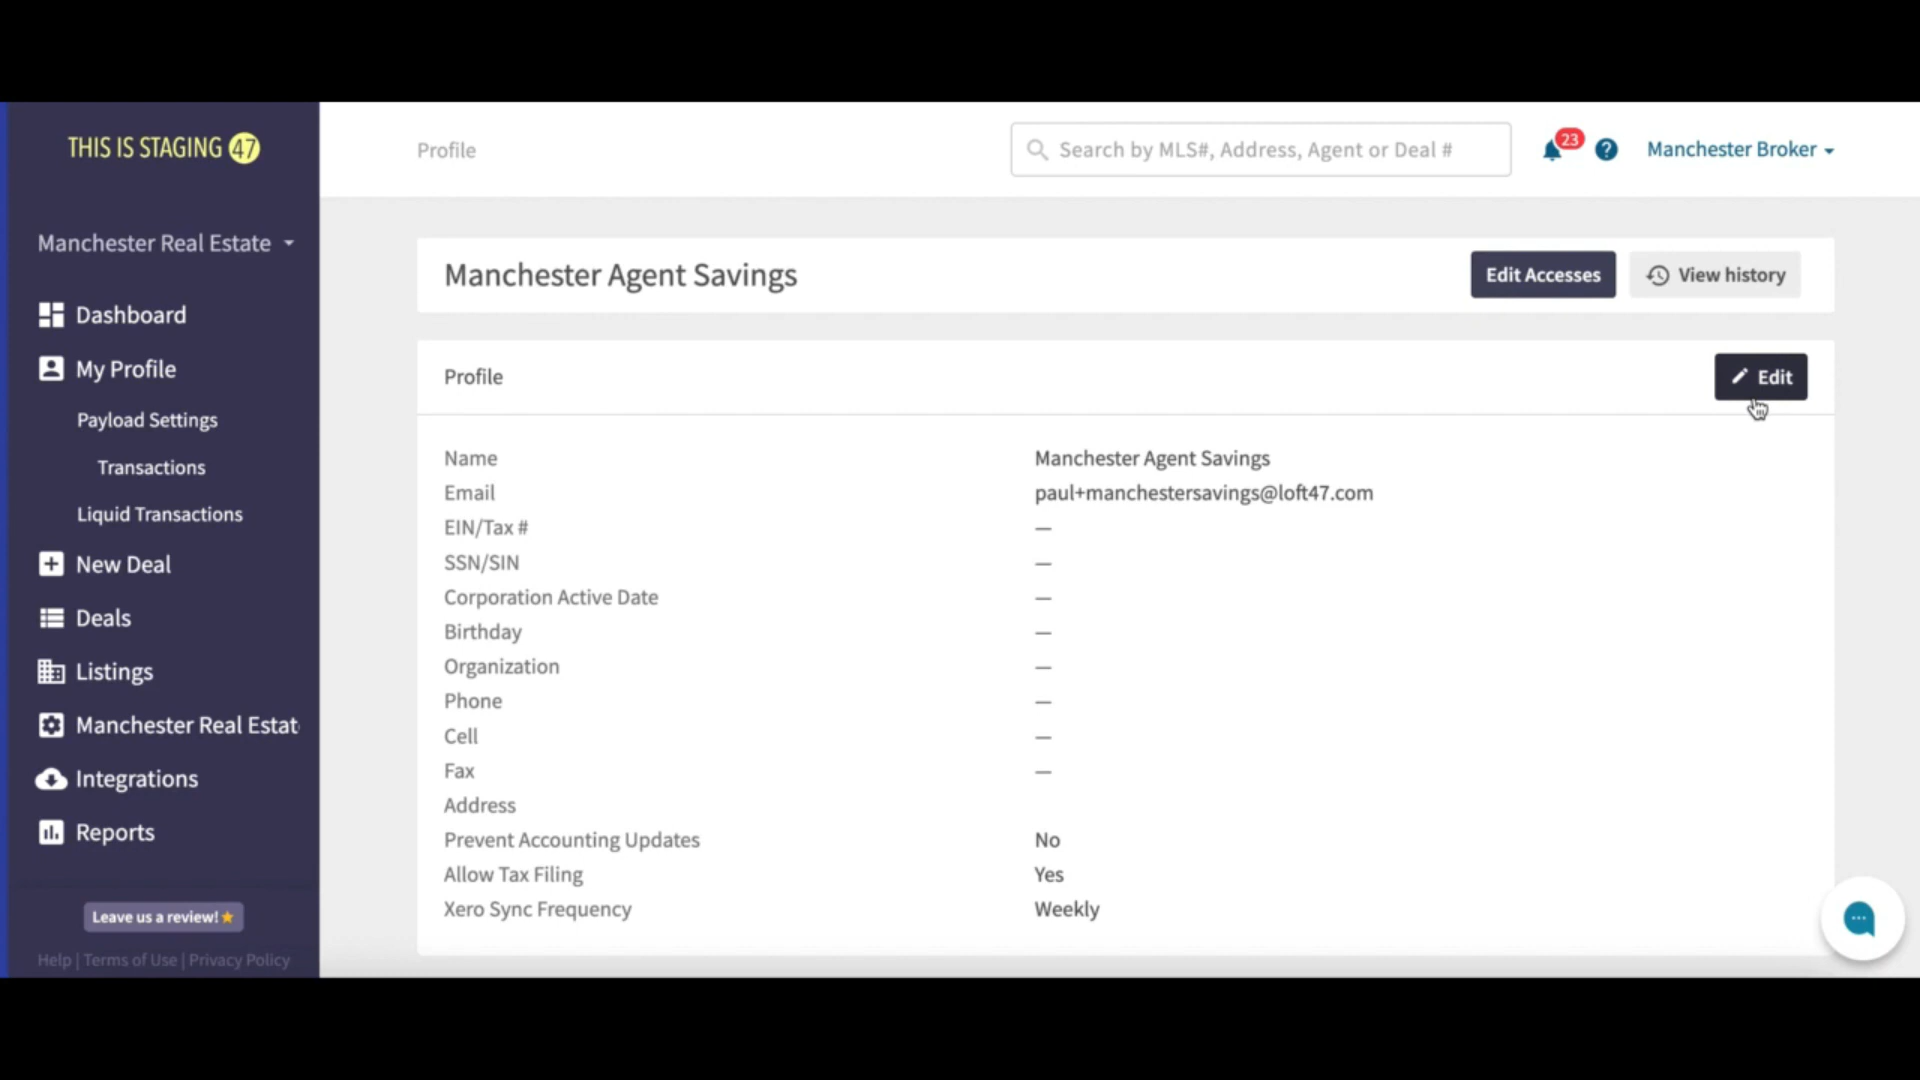 THIS IS STAGING 47
Profile
Search by MLS#, Address, Agent or Deal #
23
?
Manchester Broker
Manchester Real Estate
Dashboard
My Profile
Payload Settings
Transactions
Liquid Transactions
New Deal
Deals
Listings
Manchester Real Estat
Integrations
Reports
Leave us a review!
Help | Terms of Use | Privacy Policy
Manchester Agent Savings
Edit Accesses
View history
Profile
Edit
Name Manchester Agent Savings
Email paul+manchestersavings@loft47.com
EIN/Tax # —
SSN/SIN —
Corporation Active Date —
Birthday —
Organization —
Phone —
Cell —
Fax —
Address
Prevent Accounting Updates No
Allow Tax Filing Yes
Xero Sync Frequency Weekly